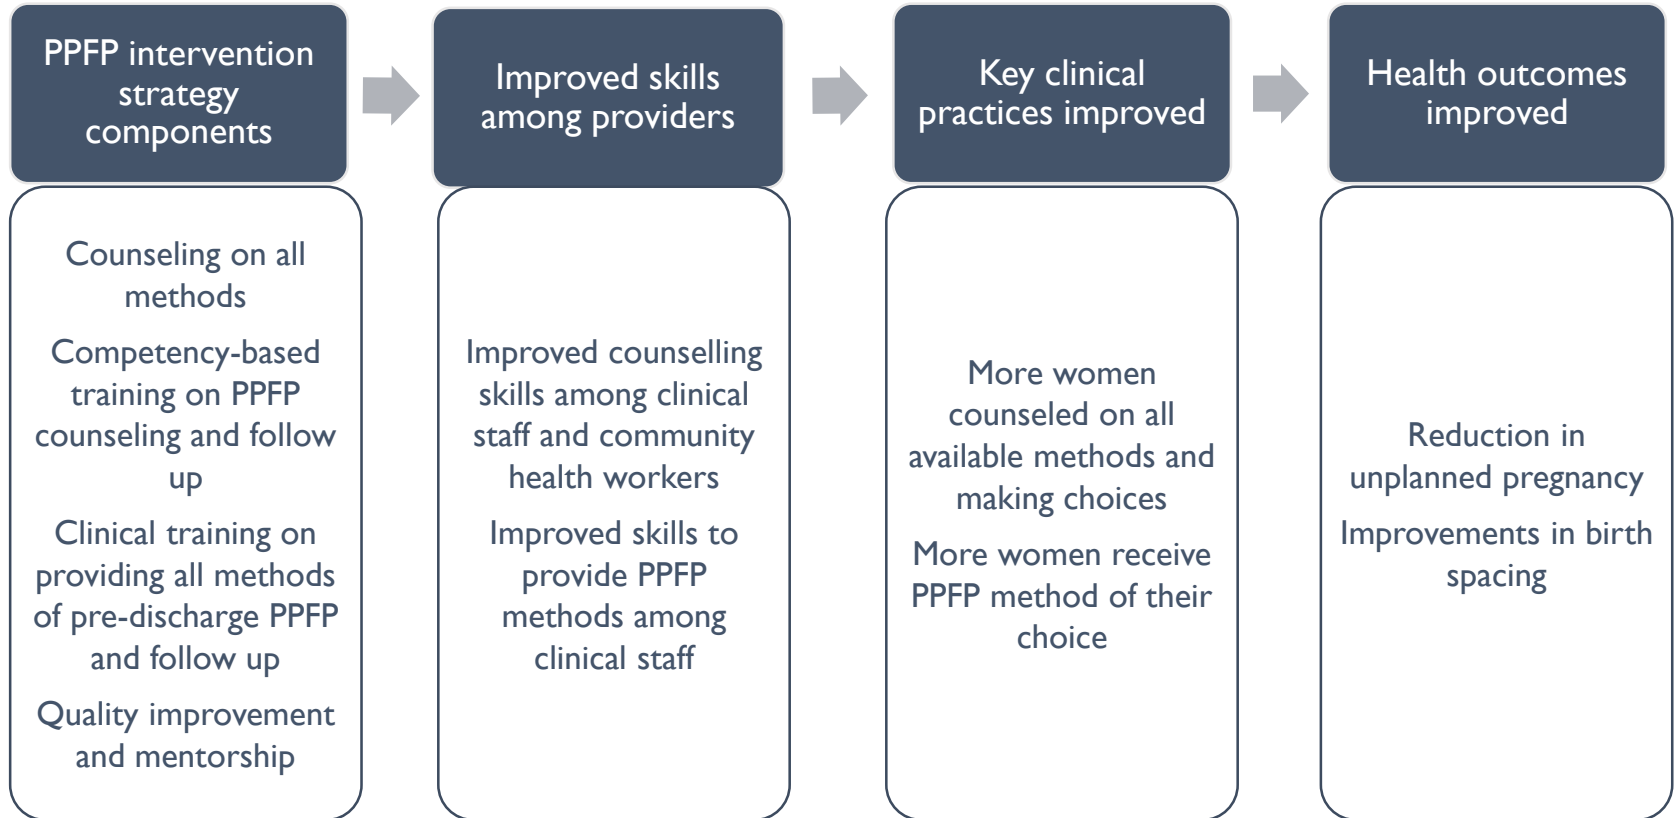 PPFP intervention
strategy
components
Counseling on all
methods
Competency-based
training on PPFP
counseling and follow
up
Clinical training on
providing all methods
of pre-discharge PPFP
and follow up
Quality improvement
and mentorship
Improved skills
among providers
Improved counselling
skills among clinical
staff and community
health workers
Improved skills to
provide PPFP
methods among
clinical staff
Key clinical
practices improved
More women
counseled on all
available methods and
making choices
More women receive
PPFP method of their
choice
Health outcomes
improved
Reduction in
unplanned pregnancy
Improvements in birth
spacing